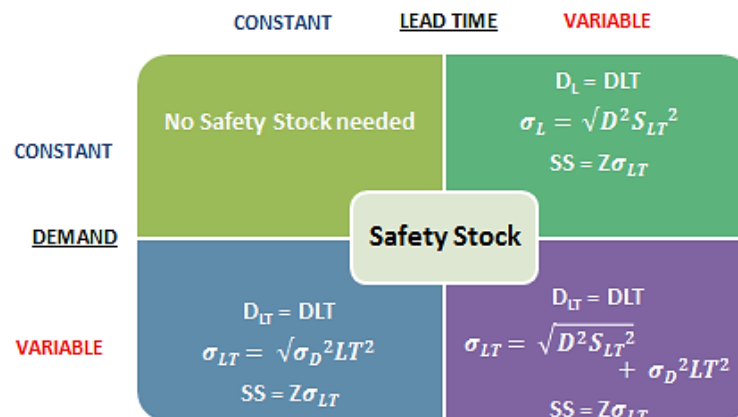 CONSTANT LEAD TIME VARIABLE
CONSTANT
No Safety Stock needed
D_L = DLT
σ_L = √D²S_LT²
SS = Zσ_LT
DEMAND
Safety Stock
VARIABLE
D_LT = DLT
σ_LT = √σ_D²LT²
SS = Zσ_LT
D_LT = DLT
σ_LT = √D²S_LT²
+ σ_D²LT²
SS = Zσ_LT